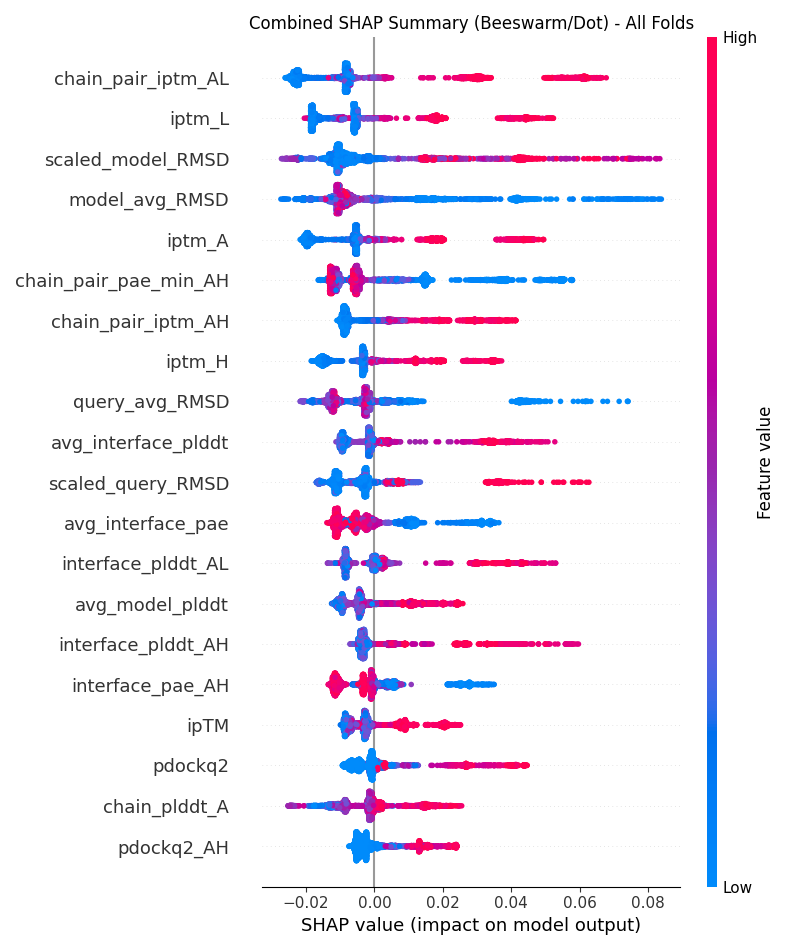 Combined SHAP Summary (Beeswarm/Dot) - All Folds
High
chain_pair_iptm_AL
iptm_L
scaled_model_RMSD
model_avg_RMSD
iptm_A
chain_pair_pae_min_AH
chain_pair_iptm_AH
iptm_H
query_avg_RMSD
avg_interface_plddt
scaled_query_RMSD
avg_interface_pae
interface_plddt_AL
avg_model_plddt
interface_plddt_AH
interface_pae_AH
ipTM
pdockq2
chain_plddt_A
pdockq2_AH
Feature value
Low
−0.02 0.00 0.02 0.04 0.06 0.08
SHAP value (impact on model output)